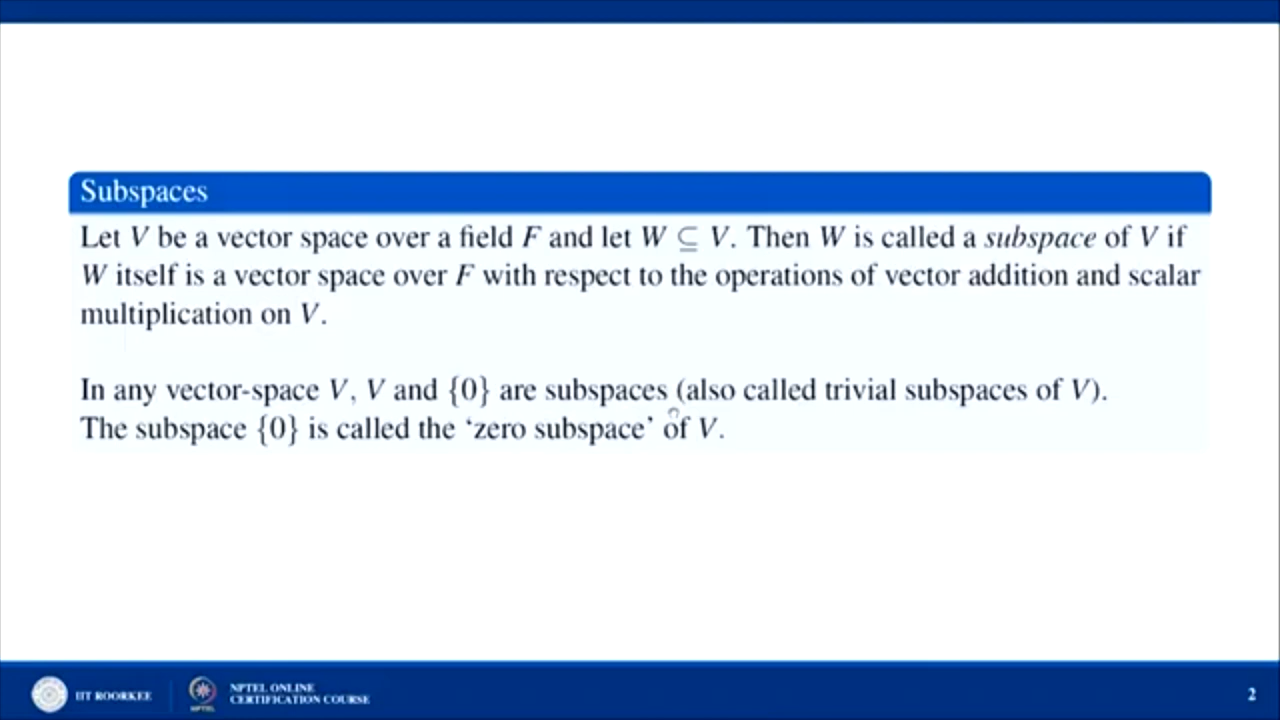 Subspaces
Let V be a vector space over a field F and let W ⊆ V. Then W is called a subspace of V if
W itself is a vector space over F with respect to the operations of vector addition and scalar
multiplication on V.
In any vector-space V, V and {0} are subspaces (also called trivial subspaces of V).
The subspace {0} is called the ‘zero subspace’ of V.
IIT ROORKEE
NPTEL
NPTEL ONLINE
CERTIFICATION COURSE
2